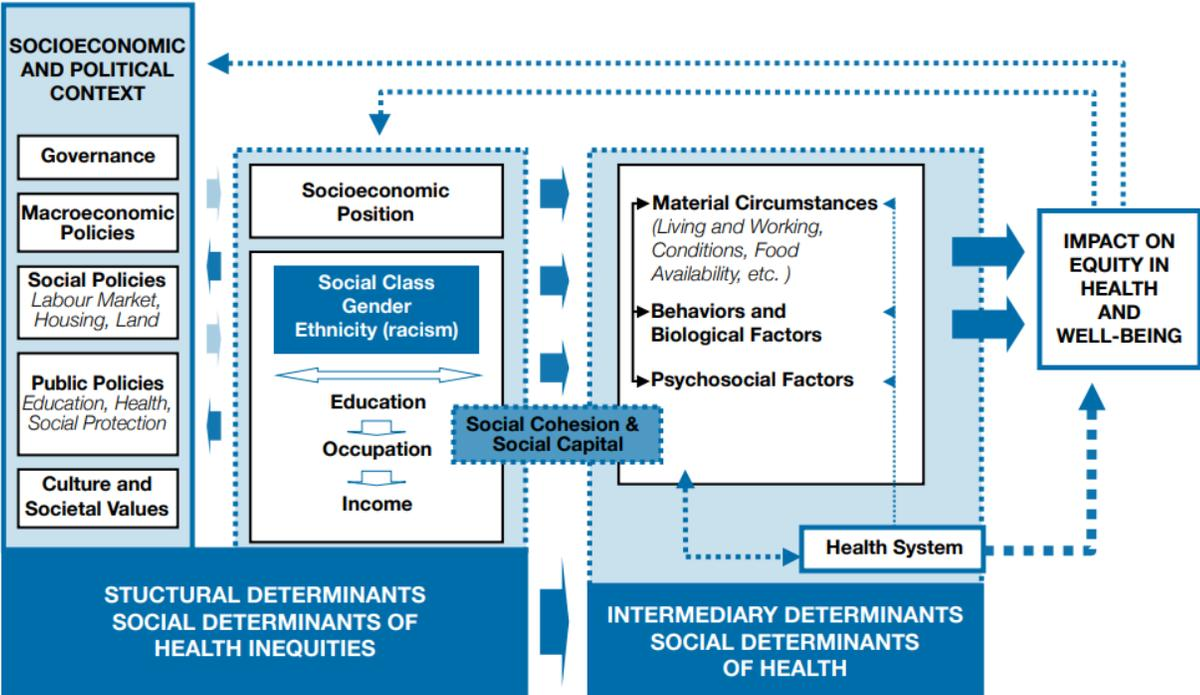 SOCIOECONOMIC
AND POLITICAL
CONTEXT
Governance
Macroeconomic
Policies
Social Policies
Labour Market,
Housing, Land
Public Policies
Education, Health,
Social Protection
Culture and
Societal Values
Socioeconomic
Position
Social Class
Gender
Ethnicity (racism)
Education
Occupation
Income
Social Cohesion &
Social Capital
Material Circumstances
(Living and Working,
Conditions, Food
Availability, etc. )
Behaviors and
Biological Factors
Psychosocial Factors
Health System
IMPACT ON
EQUITY IN
HEALTH
AND
WELL-BEING
STUCTURAL DETERMINANTS
SOCIAL DETERMINANTS OF
HEALTH INEQUITIES
INTERMEDIARY DETERMINANTS
SOCIAL DETERMINANTS
OF HEALTH